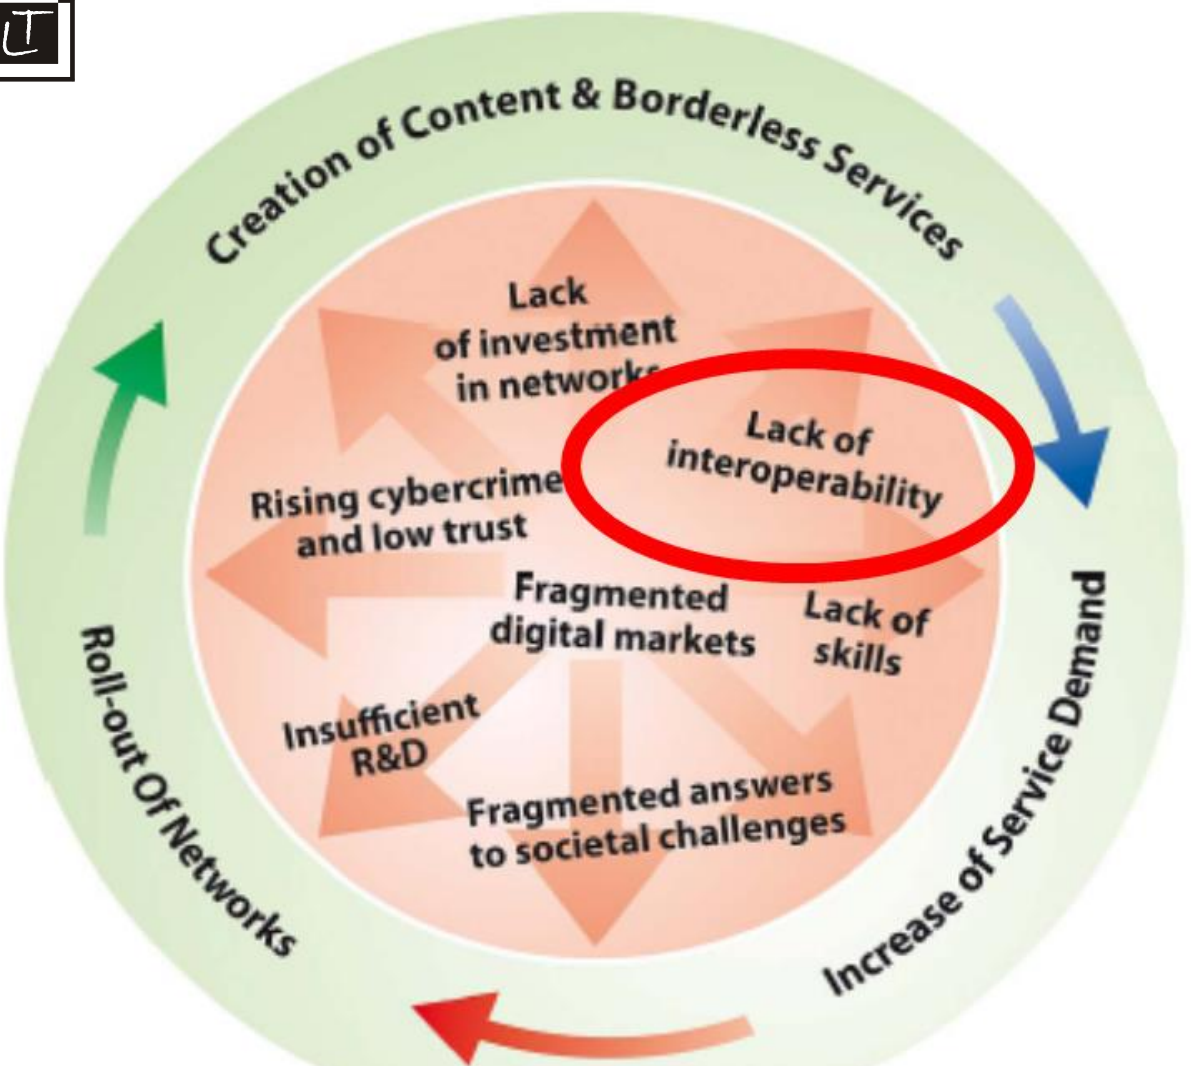 LT
Creation of Content & Borderless Services
Lack
of investment
in networks
Lack of
interoperability
Rising cybercrime
and low trust
Fragmented
digital markets
Lack of
skills
Insufficient
R&D
Fragmented answers
to societal challenges
Increase of Service Demand
Roll-out Of Networks